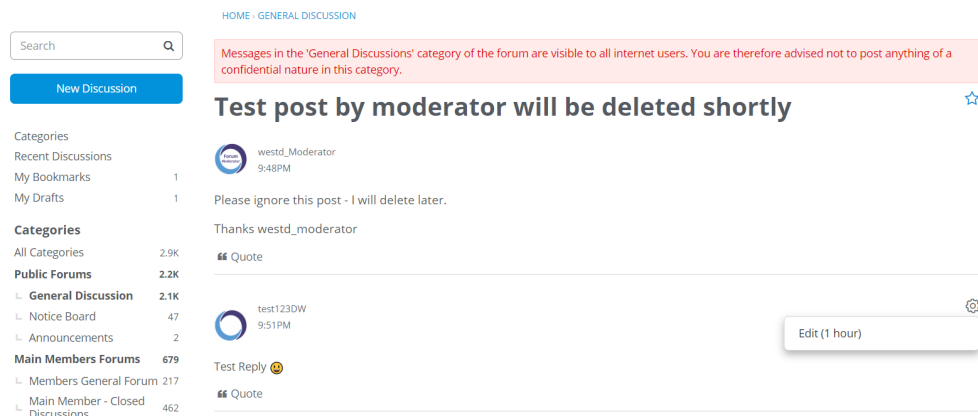 HOME › GENERAL DISCUSSION
Search
Messages in the 'General Discussions' category of the forum are visible to all internet users. You are therefore advised not to post anything of a
confidential nature in this category.
New Discussion
Test post by moderator will be deleted shortly
Categories
Recent Discussions
My Bookmarks 1
My Drafts 1
Categories
All Categories 2.9K
Public Forums 2.2K
General Discussion 2.1K
Notice Board 47
Announcements 2
Main Members Forums 679
Members General Forum 217
Main Member - Closed
Discussions 462
Forum
Moderator
westd_Moderator
9:48PM
Please ignore this post - I will delete later.
Thanks westd_moderator
Quote
test123DW
9:51PM
Edit (1 hour)
Test Reply
Quote